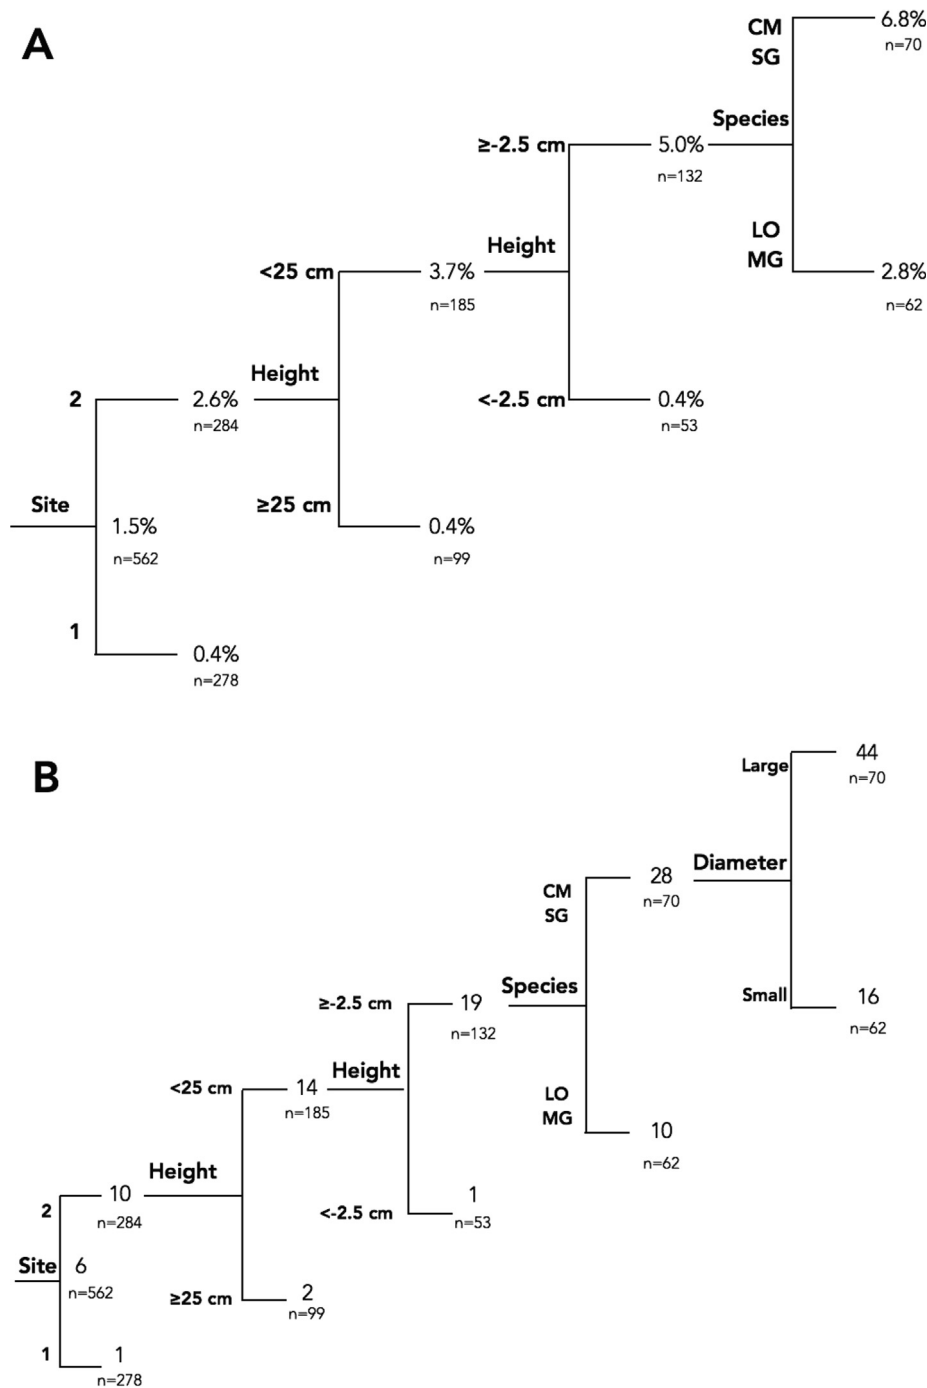 A
CM
SG
6.8%
n=70
Species
≥-2.5 cm
5.0%
n=132
LO
MG
2.8%
n=62
Height
<25 cm
3.7%
n=185
<-2.5 cm
0.4%
n=53
Height
2
2.6%
n=284
≥25 cm
0.4%
n=99
Site
1.5%
n=562
1
0.4%
n=278
B
Large
44
n=70
Diameter
CM
SG
28
n=70
Small
16
n=62
Species
≥-2.5 cm
19
n=132
LO
MG
10
n=62
Height
<25 cm
14
n=185
<-2.5 cm
1
n=53
Height
2
10
n=284
≥25 cm
2
n=99
Site
6
n=562
1
1
n=278